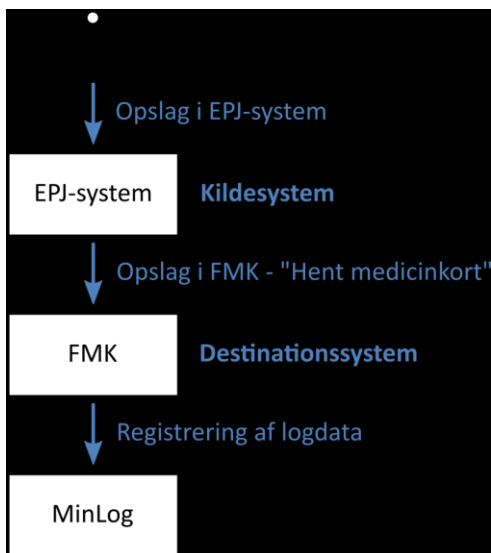 Opslag i EPJ-system
EPJ-system
Kildesystem
Opslag i FMK - "Hent medicinkort"
FMK
Destinationssystem
Registrering af logdata
MinLog